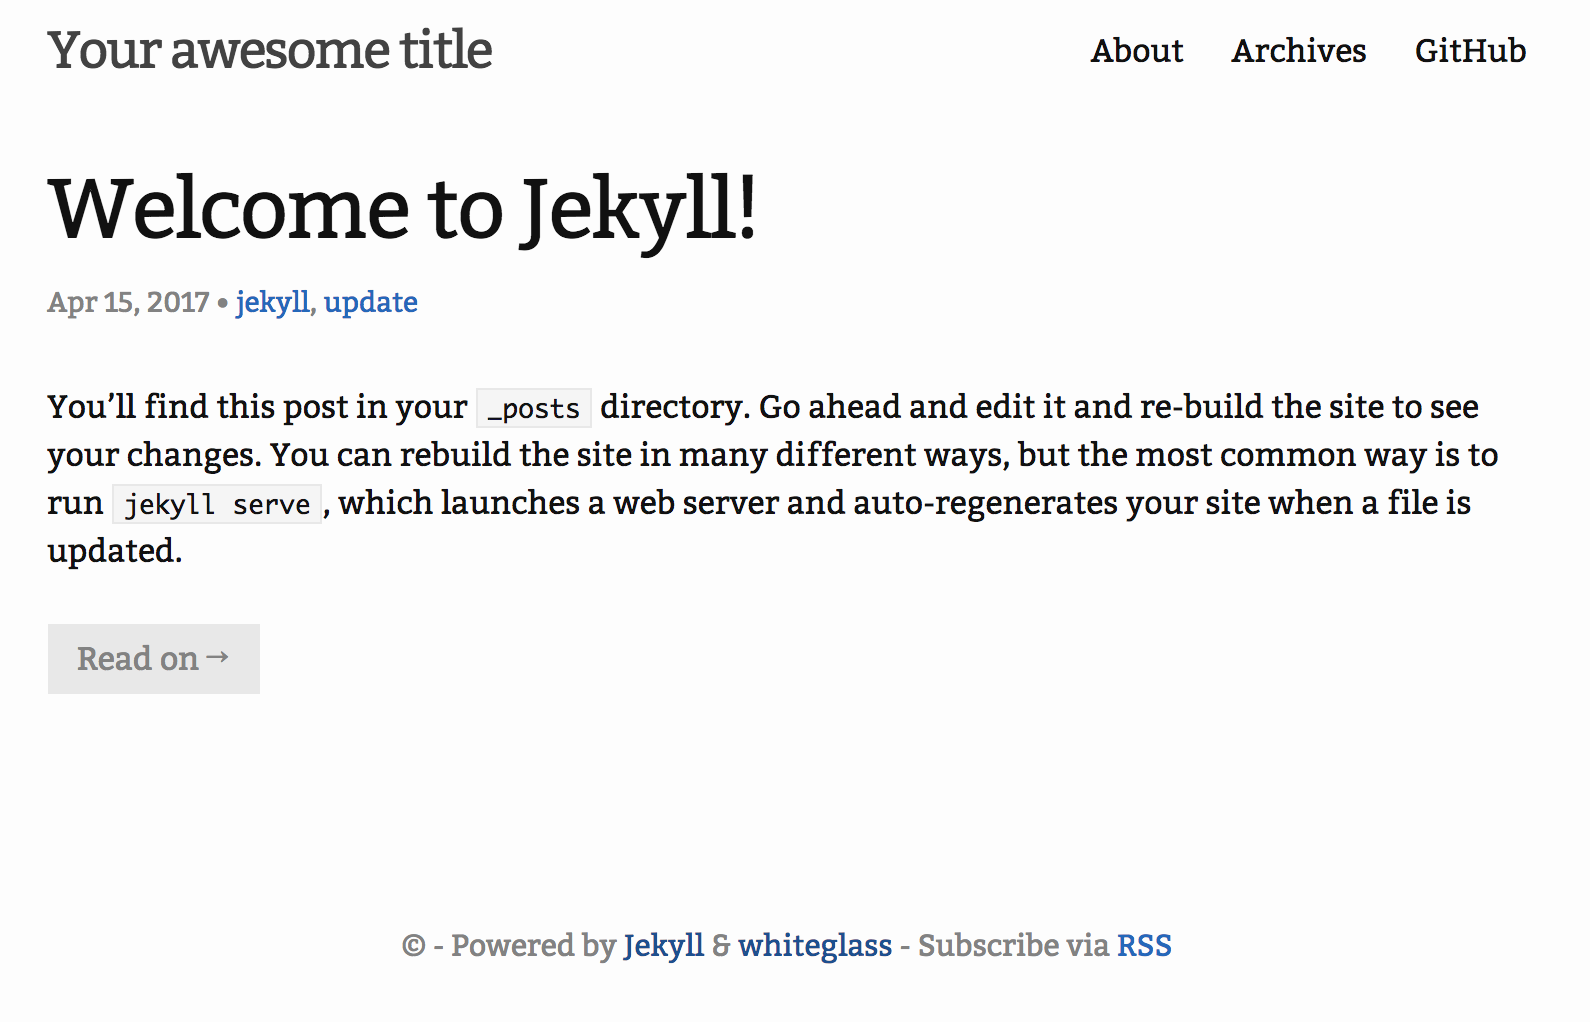 Your awesome title
About Archives GitHub
Welcome to Jekyll!
Apr 15, 2017 • jekyll, update
You’ll find this post in your _posts directory. Go ahead and edit it and re-build the site to see
your changes. You can rebuild the site in many different ways, but the most common way is to
run jekyll serve, which launches a web server and auto-regenerates your site when a file is
updated.
Read on →
© - Powered by Jekyll & whiteglass - Subscribe via RSS